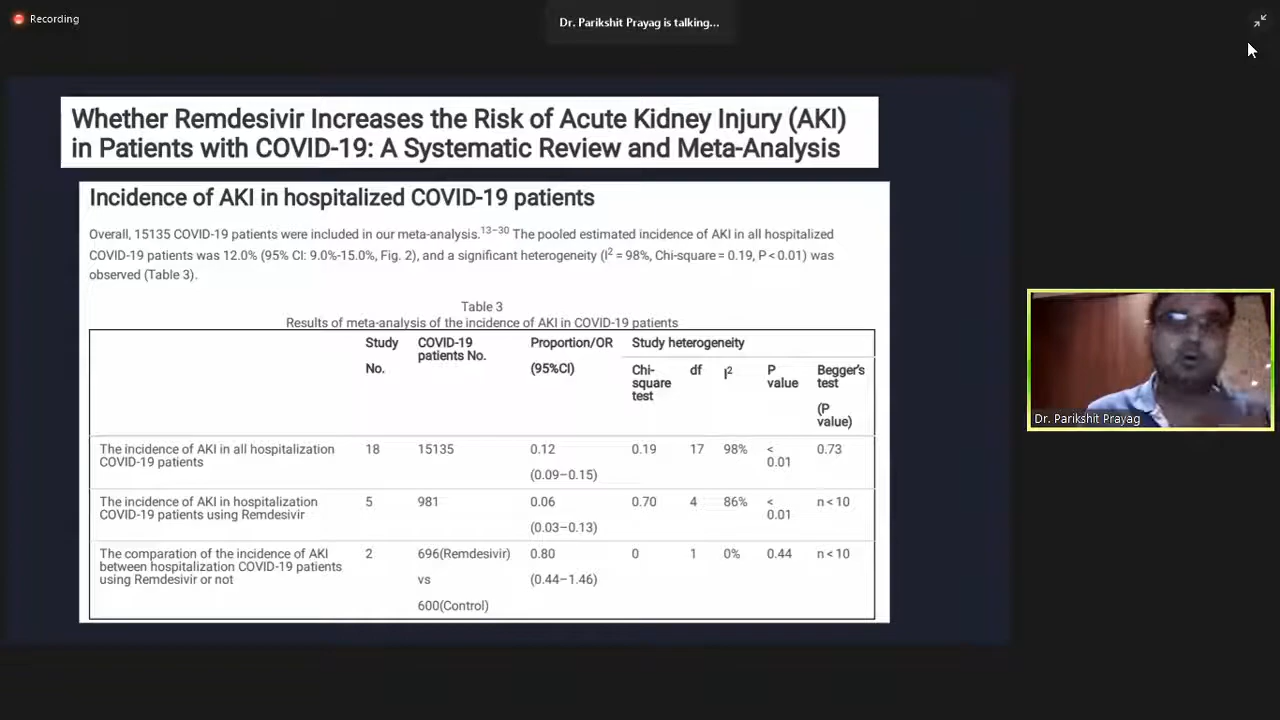 Recording
Dr. Parikshit Prayag is talking...
Whether Remdesivir Increases the Risk of Acute Kidney Injury (AKI)
in Patients with COVID-19: A Systematic Review and Meta-Analysis
Incidence of AKI in hospitalized COVID-19 patients
Overall, 15135 COVID-19 patients were included in our meta-analysis.13–30 The pooled estimated incidence of AKI in all hospitalized
COVID-19 patients was 12.0% (95% CI: 9.0%-15.0%, Fig. 2), and a significant heterogeneity (I2 = 98%, Chi-square = 0.19, P < 0.01) was
observed (Table 3).
Table 3
Results of meta-analysis of the incidence of AKI in COVID-19 patients
Study No.
COVID-19
patients No.
Proportion/OR
(95%CI)
Study heterogeneity
Chi-
square
test
df
I2
P
value
Begger's
test
(P
value)
The incidence of AKI in all hospitalization
COVID-19 patients
18
15135
0.12
(0.09–0.15)
0.19
17
98%
<
0.01
0.73
The incidence of AKI in hospitalization
COVID-19 patients using Remdesivir
5
981
0.06
(0.03–0.13)
0.70
4
86%
<
0.01
n < 10
The comparation of the incidence of AKI
between hospitalization COVID-19 patients
using Remdesivir or not
2
696(Remdesivir)
vs
600(Control)
0.80
(0.44–1.46)
0
1
0%
0.44
n < 10
Dr. Parikshit Prayag